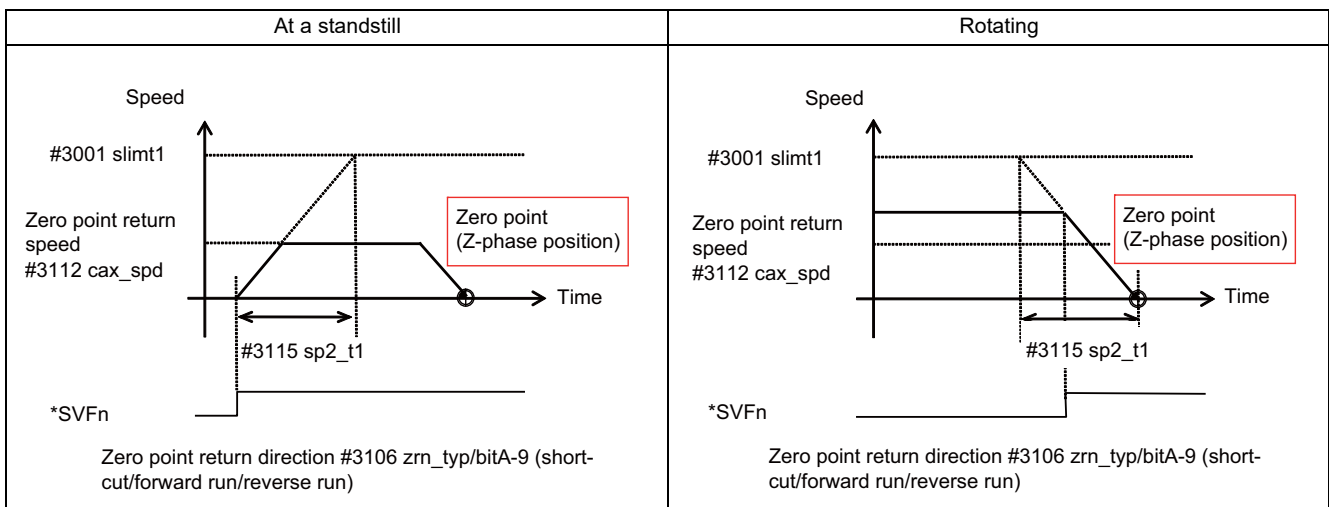 At a standstill
Speed
#3001 slimt1
Zero point return
speed
#3112 cax_spd
Zero point
(Z-phase position)
Time
#3115 sp2_t1
*SVFn
Zero point return direction #3106 zrn_typ/bitA-9 (short-
cut/forward run/reverse run)
Rotating
Speed
#3001 slimt1
Zero point return
speed
#3112 cax_spd
Zero point
(Z-phase position)
Time
#3115 sp2_t1
*SVFn
Zero point return direction #3106 zrn_typ/bitA-9 (short-
cut/forward run/reverse run)